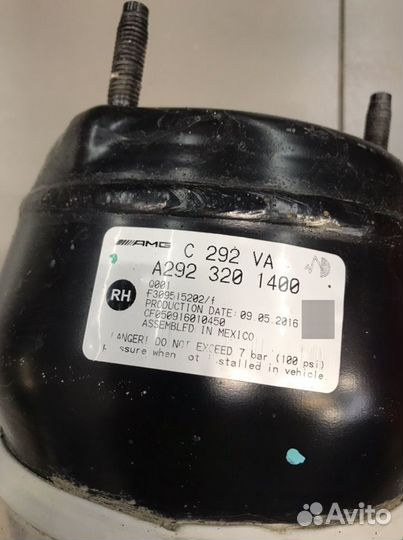 AMG C 292 VA
A292 320 1400
RH
Q001
F309515202/f
PRODUCTION DATE: 09.05.2016
CF050916010450
ASSEMBLED IN MEXICO
DANGER! DO NOT EXCEED 7 bar (100 psi)
pressure when not installed in vehicle.
Avito